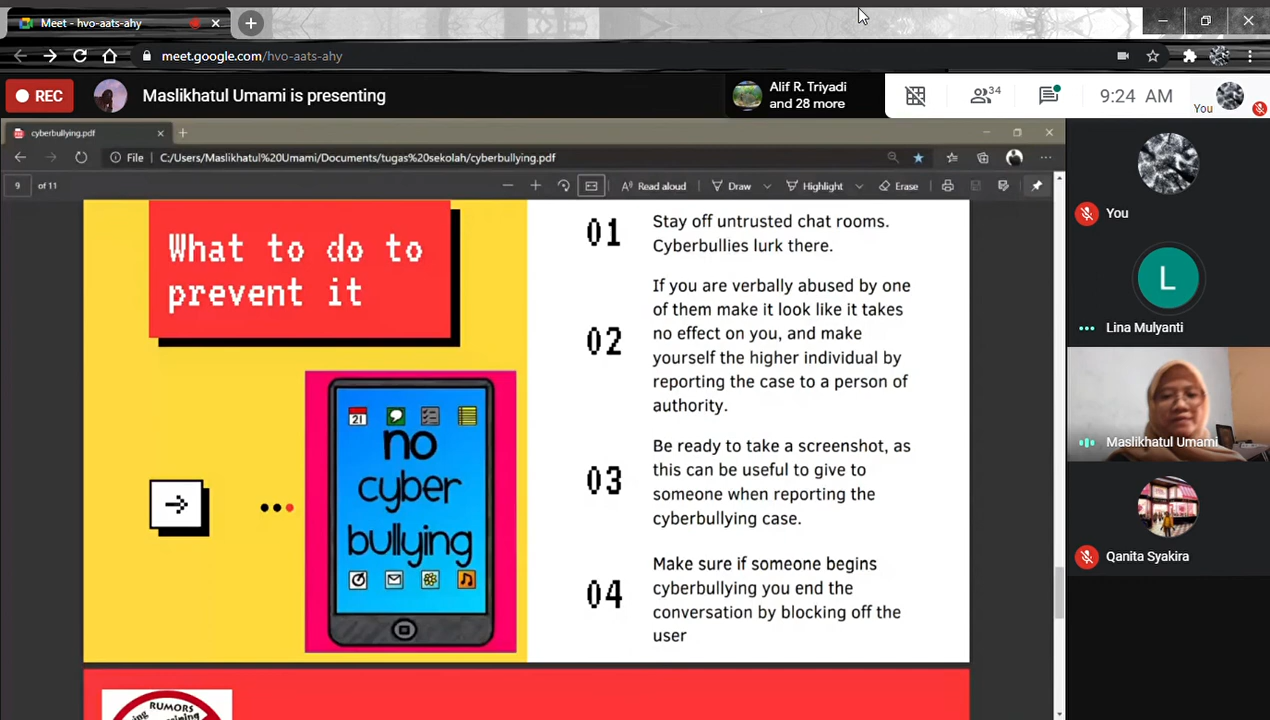 Meet - hvo-aats-ahy
meet.google.com/hvo-aats-ahy
REC
Maslikhatul Umami is presenting
Alif R. Triyadi
and 28 more
34
9:24 AM
You
cyberbullying.pdf
File
C:/Users/Maslikhatul%20Umami/Documents/tugas%20sekolah/cyberbullying.pdf
9 of 11
Read aloud
Draw
Highlight
Erase
What to do to
prevent it
21
no
cyber
bullying
01
Stay off untrusted chat rooms.
Cyberbullies lurk there.
02
If you are verbally abused by one
of them make it look like it takes
no effect on you, and make
yourself the higher individual by
reporting the case to a person of
authority.
03
Be ready to take a screenshot, as
this can be useful to give to
someone when reporting the
cyberbullying case.
04
Make sure if someone begins
cyberbullying you end the
conversation by blocking off the
user
RUMORS
You
L
Lina Mulyanti
Maslikhatul Umami
Qanita Syakira